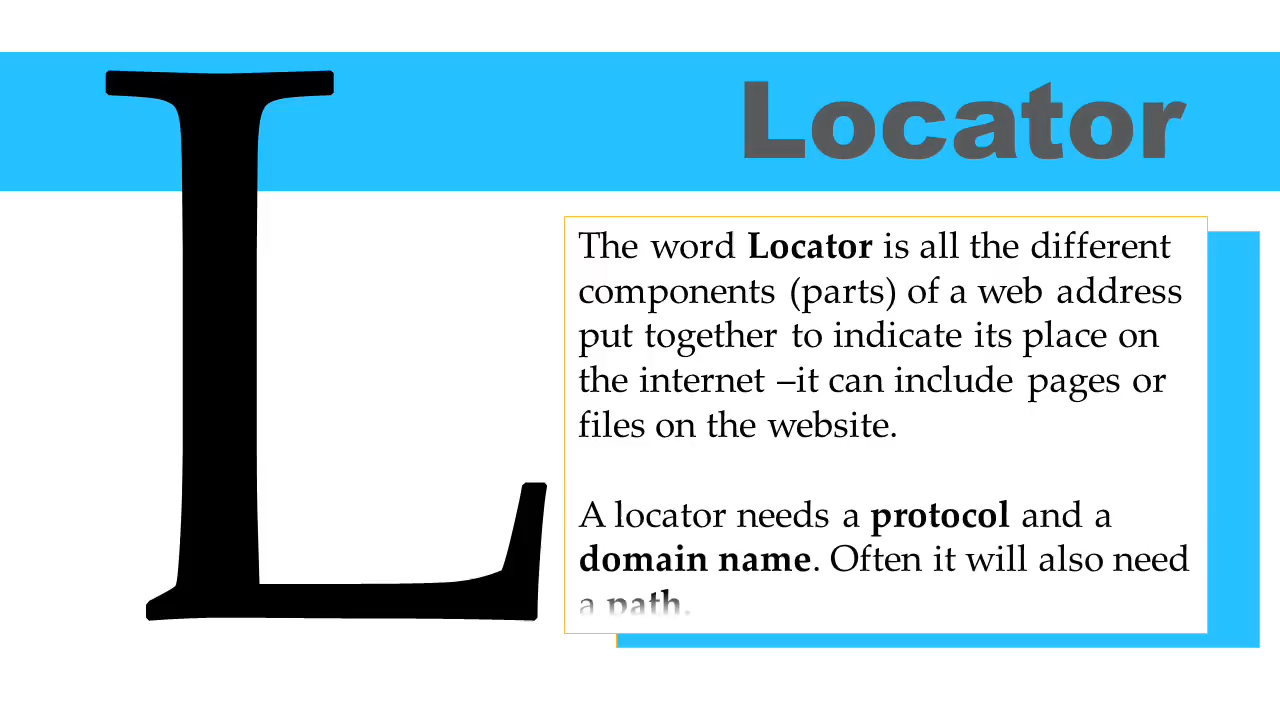 L
Locator
The word Locator is all the different
components (parts) of a web address
put together to indicate its place on
the internet –it can include pages or
files on the website.
A locator needs a protocol and a
domain name. Often it will also need
a path.